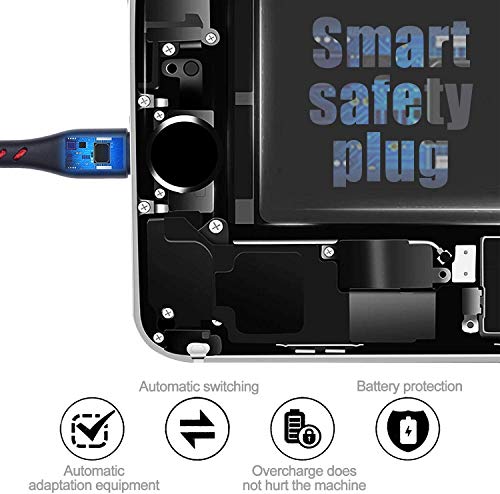 Smart
safety
plug
Automatic switching
Battery protection
Automatic
adaptation equipment
Overcharge does
not hurt the machine